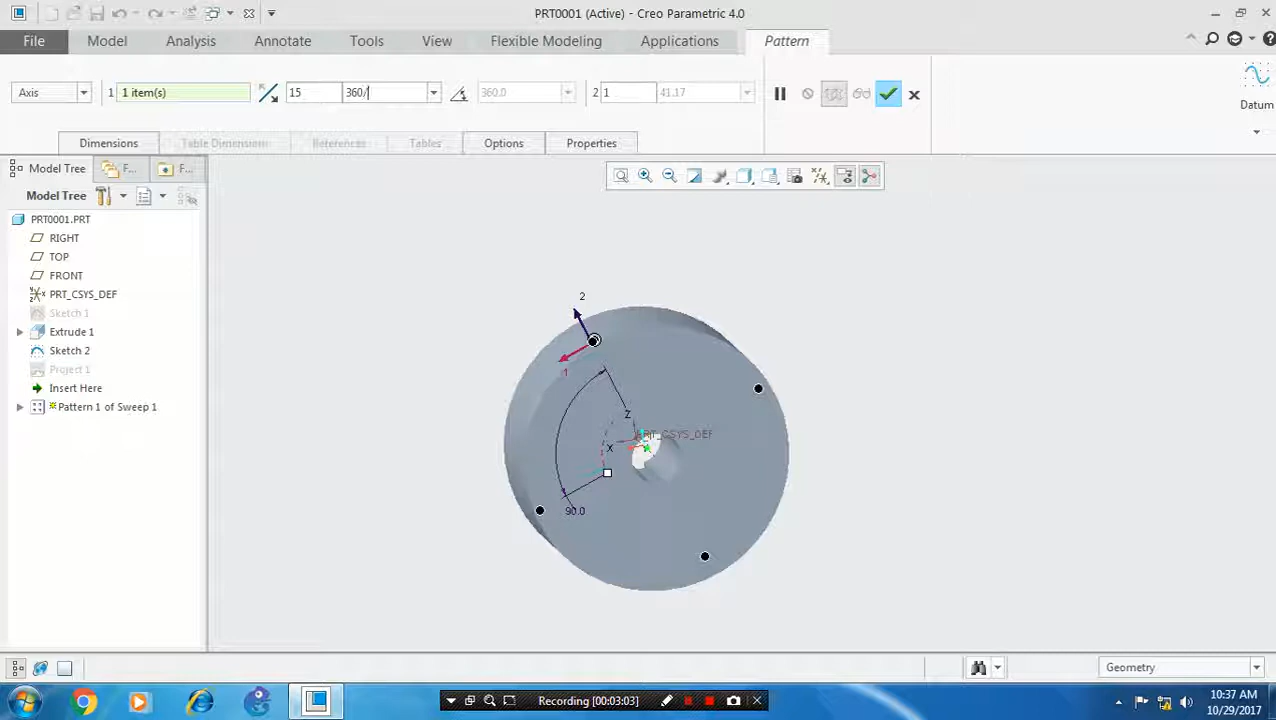 PRT0001 (Active) - Creo Parametric 4.0
File Model Analysis Annotate Tools View Flexible Modeling Applications Pattern
Axis 1 1 item(s) 15 360/ 360.0 2 1 41.17
Datum
Dimensions Table Dimensions References Tables Options Properties
Model Tree F... F...
Model Tree
PRT0001.PRT
RIGHT
TOP
FRONT
PRT_CSYS_DEF
Sketch 1
Extrude 1
Sketch 2
Project 1
Insert Here
Pattern 1 of Sweep 1
2
1
Z
PRT_CSYS_DEF
X
90.0
Geometry
Recording [00:03:03]
10:37 AM
10/29/2017